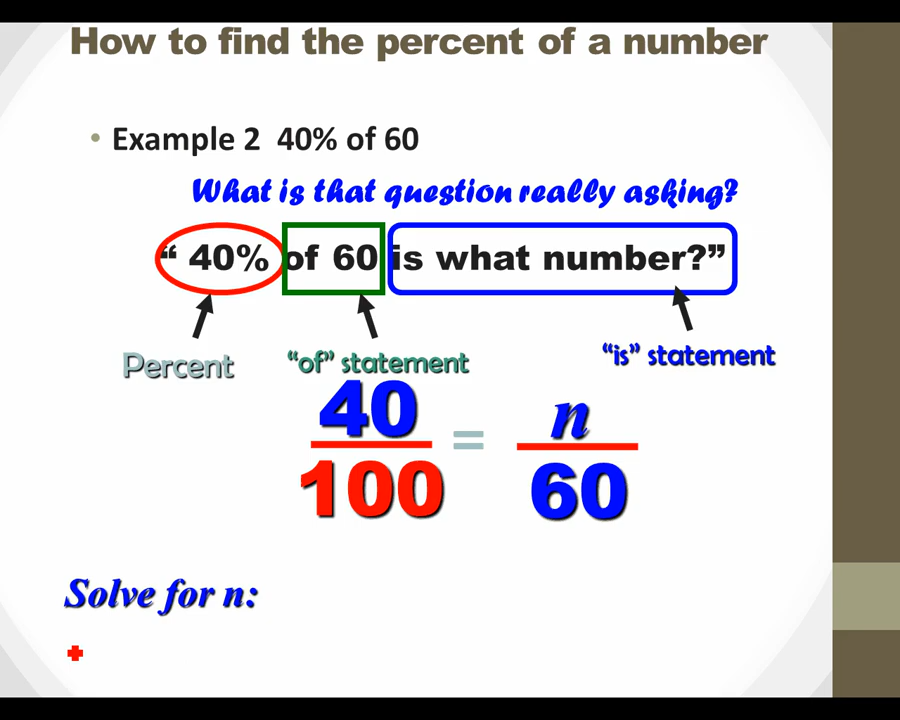 How to find the percent of a number
• Example 2 40% of 60
What is that question really asking?
“ 40% of 60 is what number?”
Percent “of” statement “is” statement
40 = n
100 60
Solve for n: